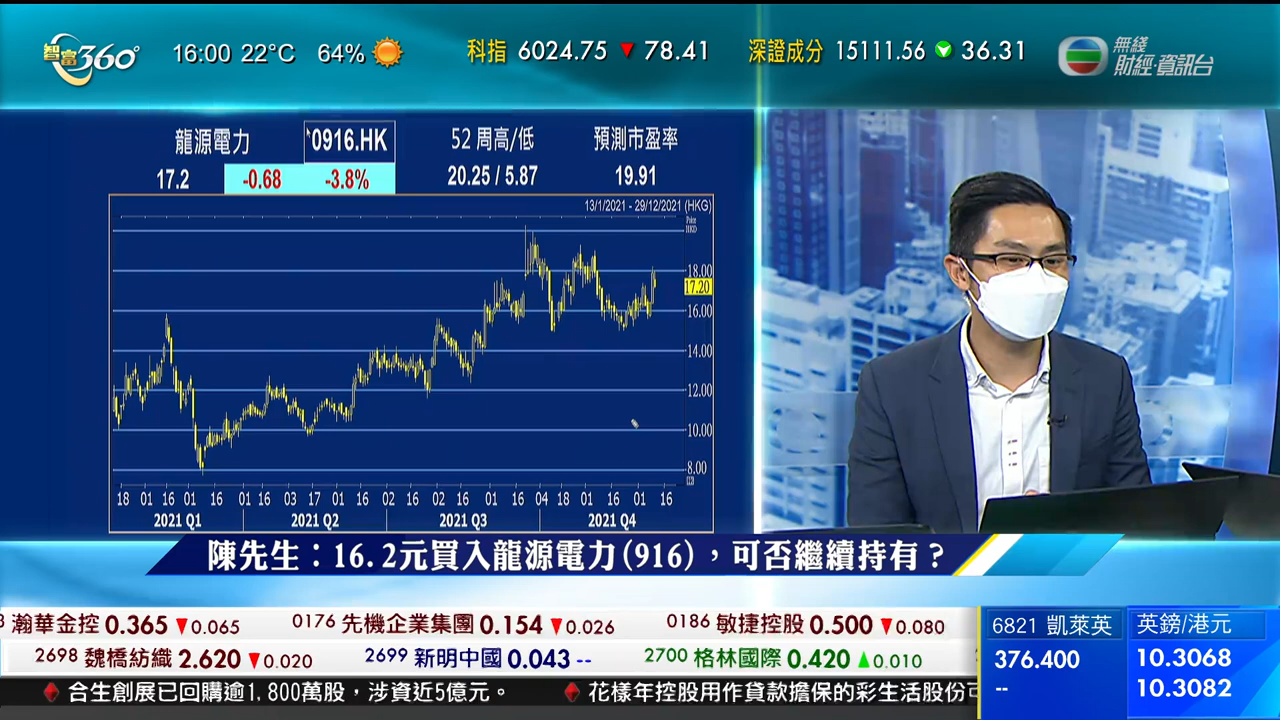 智富360°
16:00 22°C 64% 科指 6024.75 ▼ 78.41 深證成分 15111.56 36.31
無綫
財經·資訊台
龍源電力 0916.HK 52 周高/低 預測市盈率
17.2 -0.68 -3.8% 20.25 / 5.87 19.91
13/1/2021 - 29/12/2021 (HKG)
Price
HKD
18.00
17.20
16.00
14.00
12.00
10.00
8.00
18 01 16 01 16 01 16 03 17 01 16 02 16 02 16 01 16 04 18 01 16 01 16
2021 Q1 2021 Q2 2021 Q3 2021 Q4
陳先生：16.2元買入龍源電力(916)，可否繼續持有？
瀚華金控 0.365 ▼0.065 0176 先機企業集團 0.154 ▼0.026 0186 敏捷控股 0.500 ▼0.080
2698 魏橋紡織 2.620 ▼0.020 2699 新明中國 0.043 -- 2700 格林國際 0.420 ▲0.010
6821 凱萊英 英鎊/港元
376.400 10.3068
-- 10.3082
合生創展已回購逾1,800萬股，涉資近5億元。 花樣年控股用作貸款擔保的彩生活股份